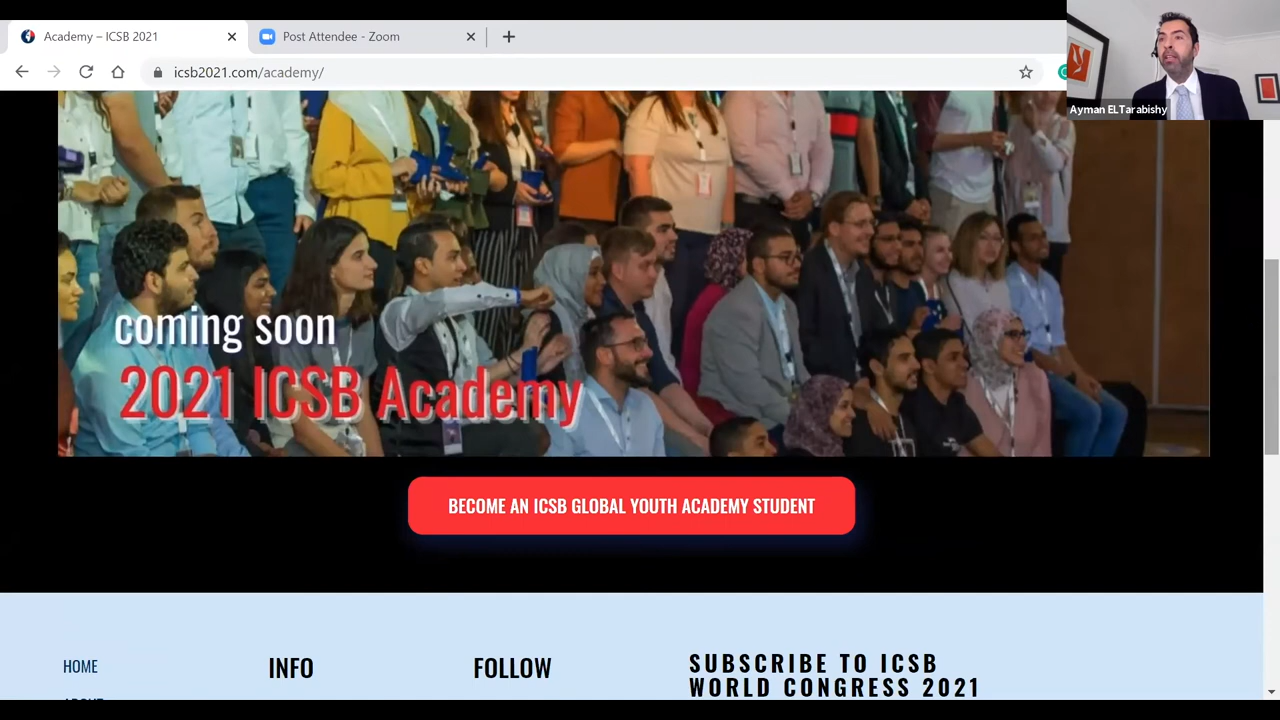 Academy – ICSB 2021
Post Attendee - Zoom
icsb2021.com/academy/
Ayman ELTarabishy
coming soon
2021 ICSB Academy
BECOME AN ICSB GLOBAL YOUTH ACADEMY STUDENT
HOME
INFO
FOLLOW
SUBSCRIBE TO ICSB
WORLD CONGRESS 2021